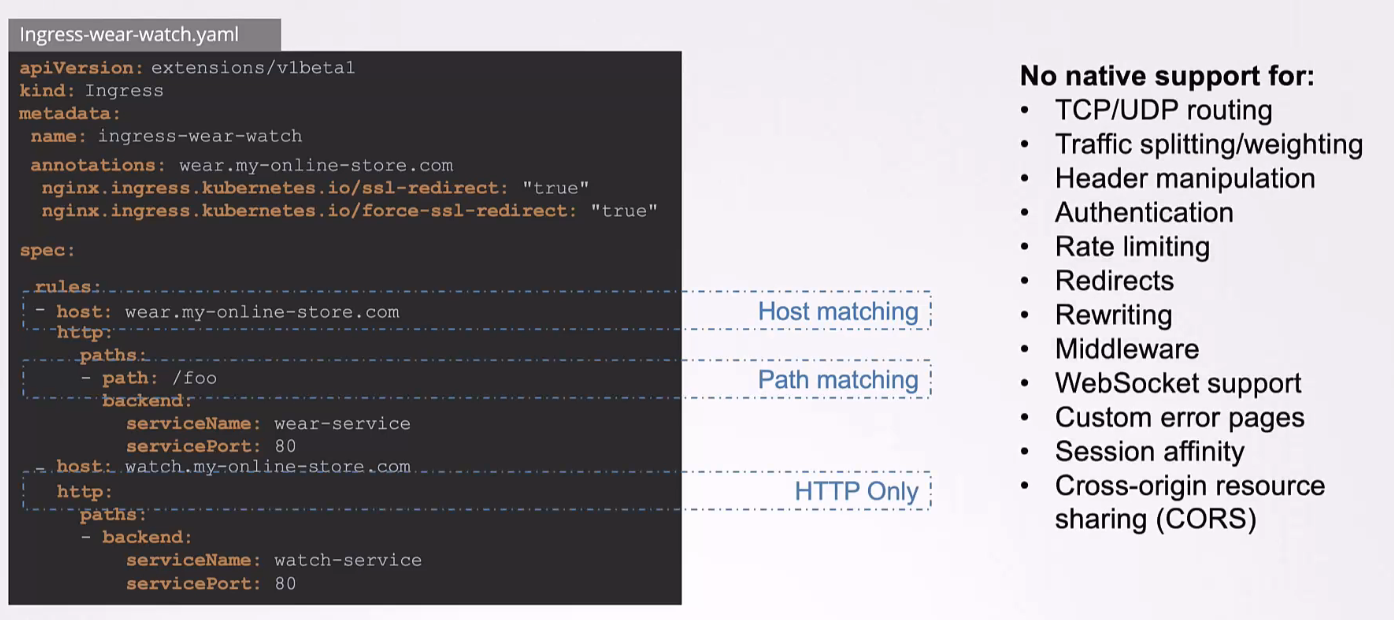 Ingress-wear-watch.yaml
apiVersion: extensions/v1beta1
kind: Ingress
metadata:
name: ingress-wear-watch
annotations: wear.my-online-store.com
nginx.ingress.kubernetes.io/ssl-redirect: "true"
nginx.ingress.kubernetes.io/force-ssl-redirect: "true"
spec:
rules:
- host: wear.my-online-store.com
http:
paths:
- path: /foo
backend:
serviceName: wear-service
servicePort: 80
- host: watch.my-online-store.com
http:
paths:
- backend:
serviceName: watch-service
servicePort: 80
Host matching
Path matching
HTTP Only
No native support for:
• TCP/UDP routing
• Traffic splitting/weighting
• Header manipulation
• Authentication
• Rate limiting
• Redirects
• Rewriting
• Middleware
• WebSocket support
• Custom error pages
• Session affinity
• Cross-origin resource
sharing (CORS)